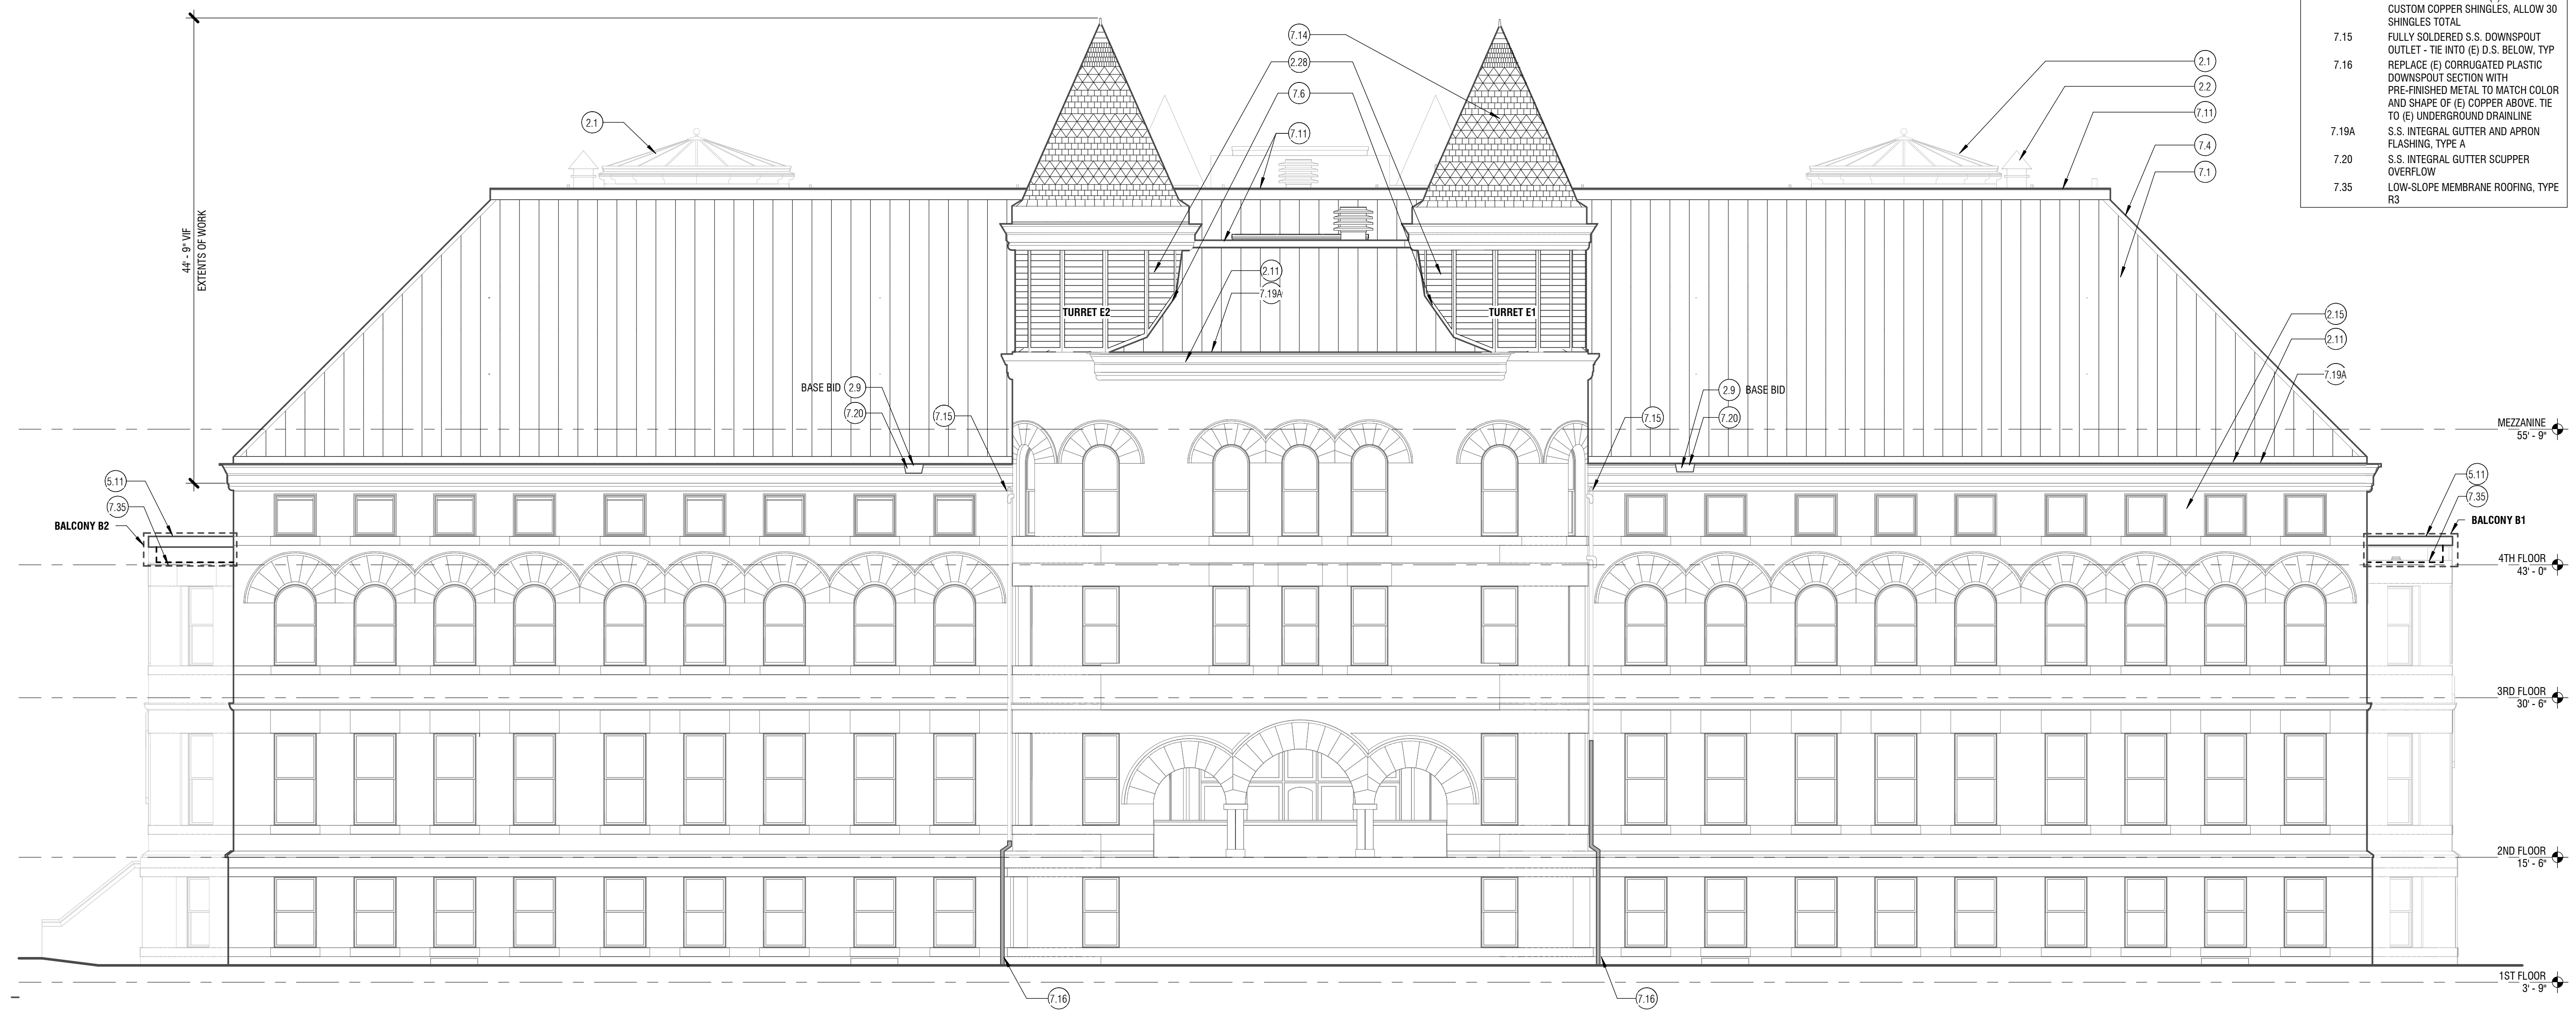 CUSTOM COPPER SHINGLES, ALLOW 30
SHINGLES TOTAL
7.15 FULLY SOLDERED S.S. DOWNSPOUT
OUTLET - TIE INTO (E) D.S. BELOW, TYP
7.16 REPLACE (E) CORRUGATED PLASTIC
DOWNSPOUT SECTION WITH
PRE-FINISHED METAL TO MATCH COLOR
AND SHAPE OF (E) COPPER ABOVE. TIE
TO (E) UNDERGROUND DRAINLINE
7.19A S.S. INTEGRAL GUTTER AND APRON
FLASHING, TYPE A
7.20 S.S. INTEGRAL GUTTER SCUPPER
OVERFLOW
7.35 LOW-SLOPE MEMBRANE ROOFING, TYPE
R3
7.14
2.28
7.6
7.11
2.1
2.1
2.2
7.11
7.4
7.1
44' - 9" VIF
EXTENTS OF WORK
2.11
7.19A
TURRET E2
TURRET E1
2.15
2.11
7.19A
BASE BID 2.9
7.20
7.15
2.9 BASE BID
7.20
7.15
MEZZANINE
55' - 9"
5.11
7.35
BALCONY B2
5.11
7.35
BALCONY B1
4TH FLOOR
43' - 0"
3RD FLOOR
30' - 6"
2ND FLOOR
15' - 6"
1ST FLOOR
3' - 9"
7.16
7.16